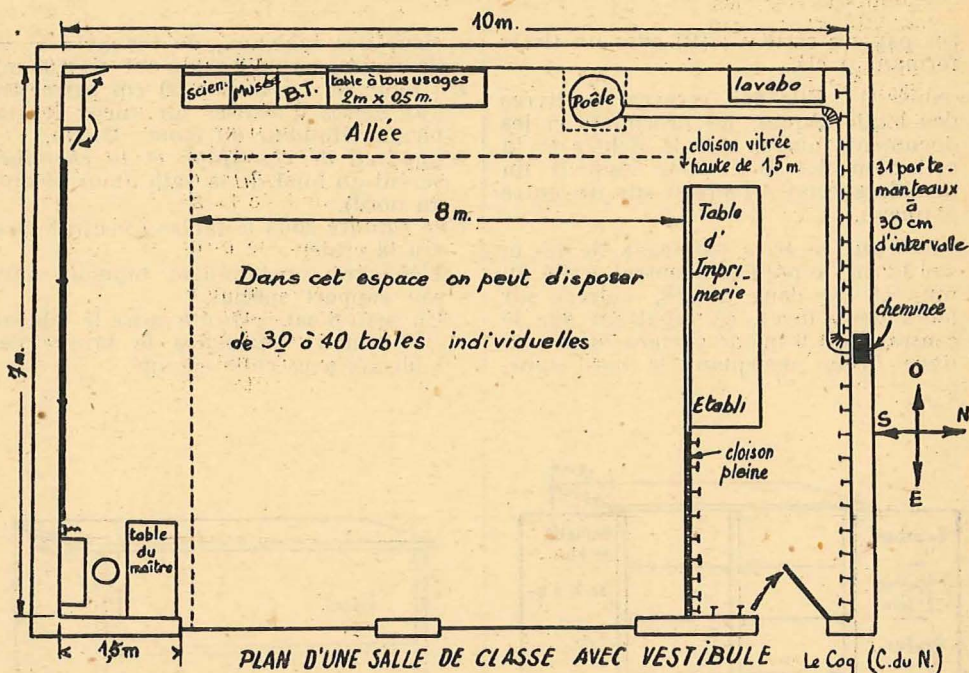 10m.
Scien.
Musée
B.T.
table à tous usages
2m x 0,5m.
Poêle
lavabo
Allée
cloison vitrée
haute de 1,5m
31 porte-
manteaux
à
30 cm
d'intervalle
8m.
Table
d'
Imprimerie
Etabli
Dans cet espace on peut disposer
de 30 à 40 tables individuelles
cheminée
7m.
O
S
N
E
cloison
pleine
table
du
maître
1,5m
PLAN D'UNE SALLE DE CLASSE AVEC VESTIBULE
Le Coq (C.du N.)